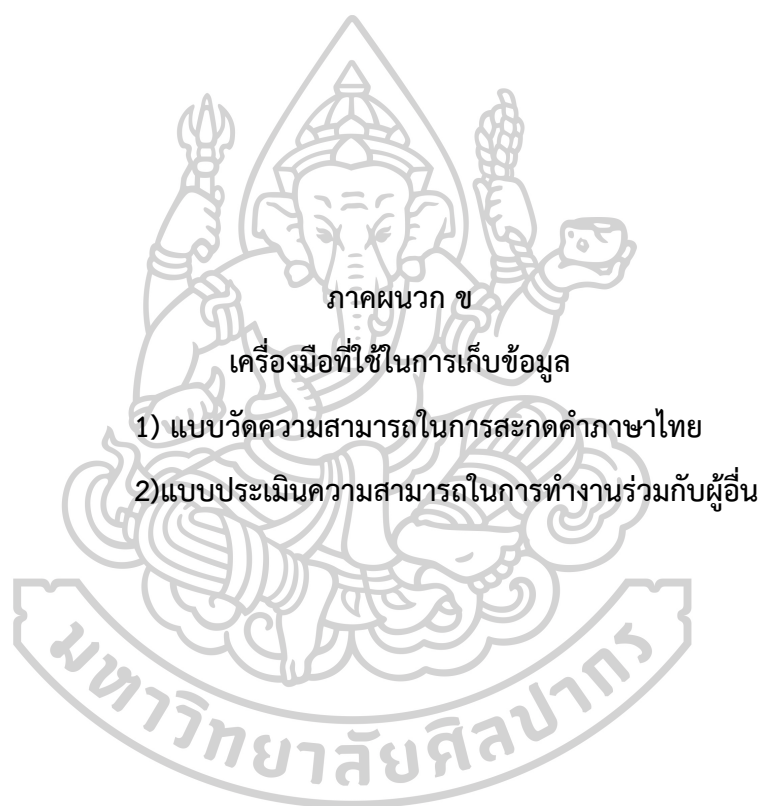 ภาคผนวก ข
เครื่องมือที่ใช้ในการเก็บข้อมูล
1) แบบวัดความสามารถในการสะกดคำภาษาไทย
2)แบบประเมินความสามารถในการทำงานร่วมกับผู้อื่น
มหาวิทยาลัยศิลปากร